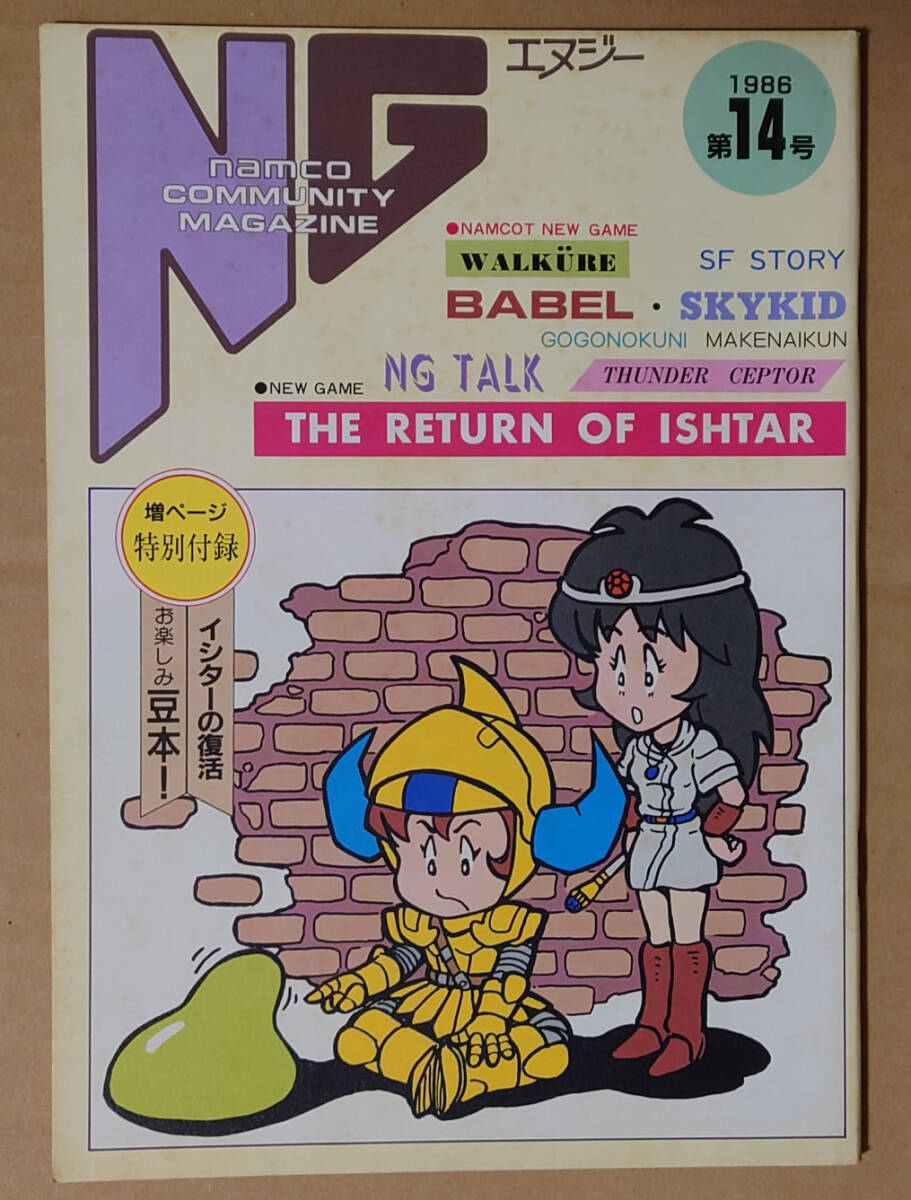 NG
エヌジー
namco
COMMUNITY
MAGAZINE
1986
第14号
●NAMCOT NEW GAME
WALKÜRE
SF STORY
BABEL・SKYKID
GOGONOKUNI MAKENAIKUN
●NEW GAME NG TALK THUNDER CEPTOR
THE RETURN OF ISHTAR
増ページ
特別付録
イシターの復活
お楽しみ豆本!